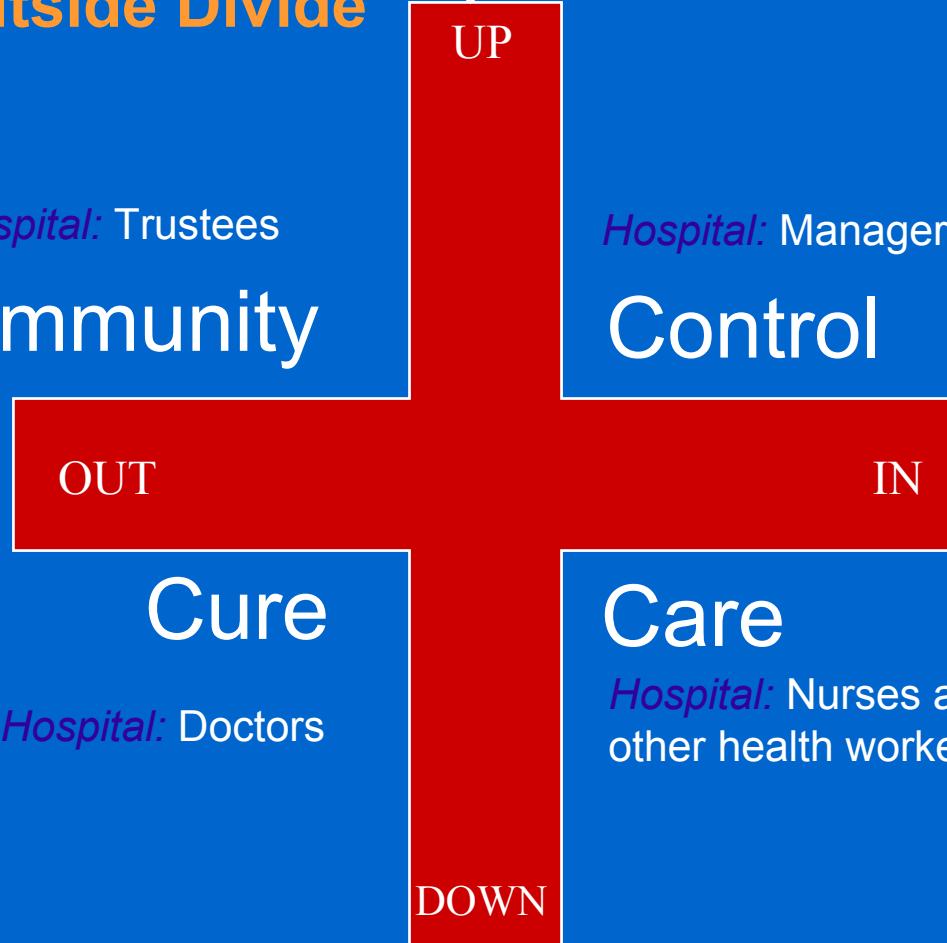 tside Divide
UP
spital: Trustees
Hospital: Manager
mmunity
Control
OUT
IN
Cure
Care
Hospital: Doctors
Hospital: Nurses a
other health worke
DOWN